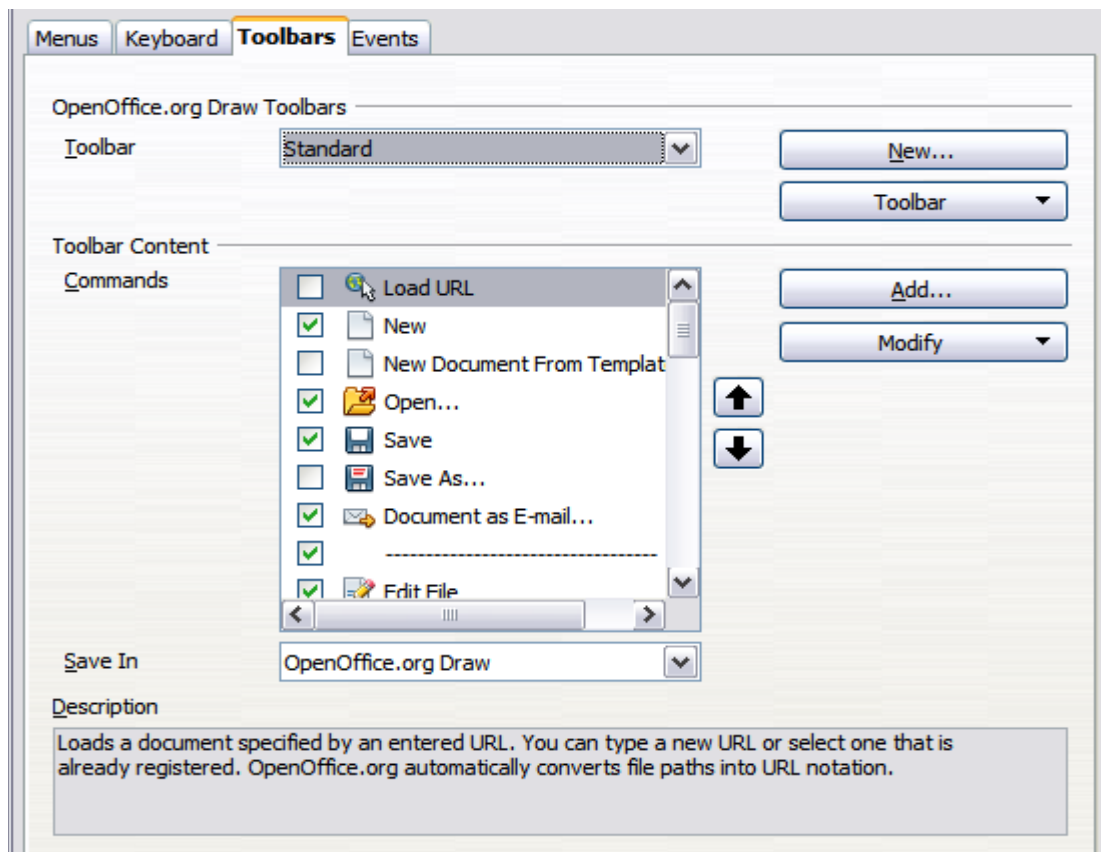 Menus Keyboard Toolbars Events
OpenOffice.org Draw Toolbars
Toolbar Standard New...
Toolbar
Toolbar Content
Commands Load URL Add...
New
Modify
New Document From Templat
Open...
Save
Save As...
Document as E-mail...
---------------------------------
Edit File
Save In OpenOffice.org Draw
Description
Loads a document specified by an entered URL. You can type a new URL or select one that is
already registered. OpenOffice.org automatically converts file paths into URL notation.